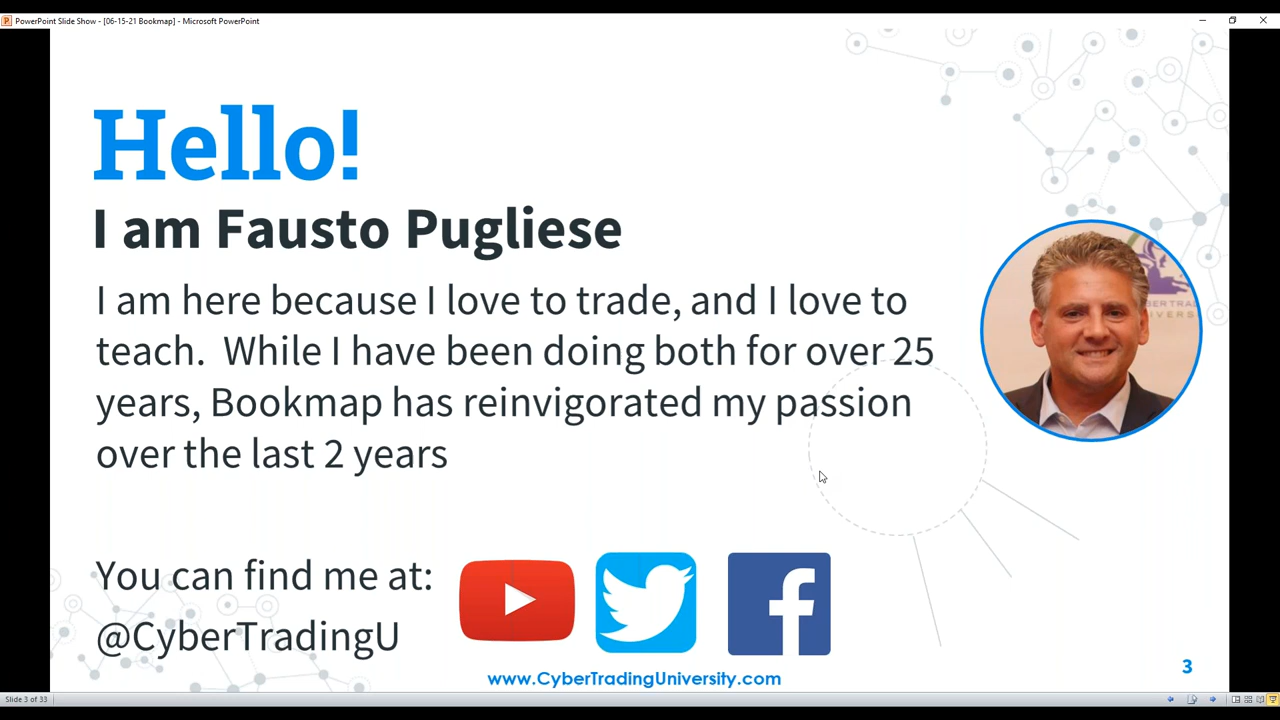 PowerPoint Slide Show - [06-15-21 Bookmap] - Microsoft PowerPoint
Hello!
I am Fausto Pugliese
I am here because I love to trade, and I love to
teach.  While I have been doing both for over 25
years, Bookmap has reinvigorated my passion
over the last 2 years
You can find me at:
@CyberTradingU
www.CyberTradingUniversity.com
3
Slide 3 of 33